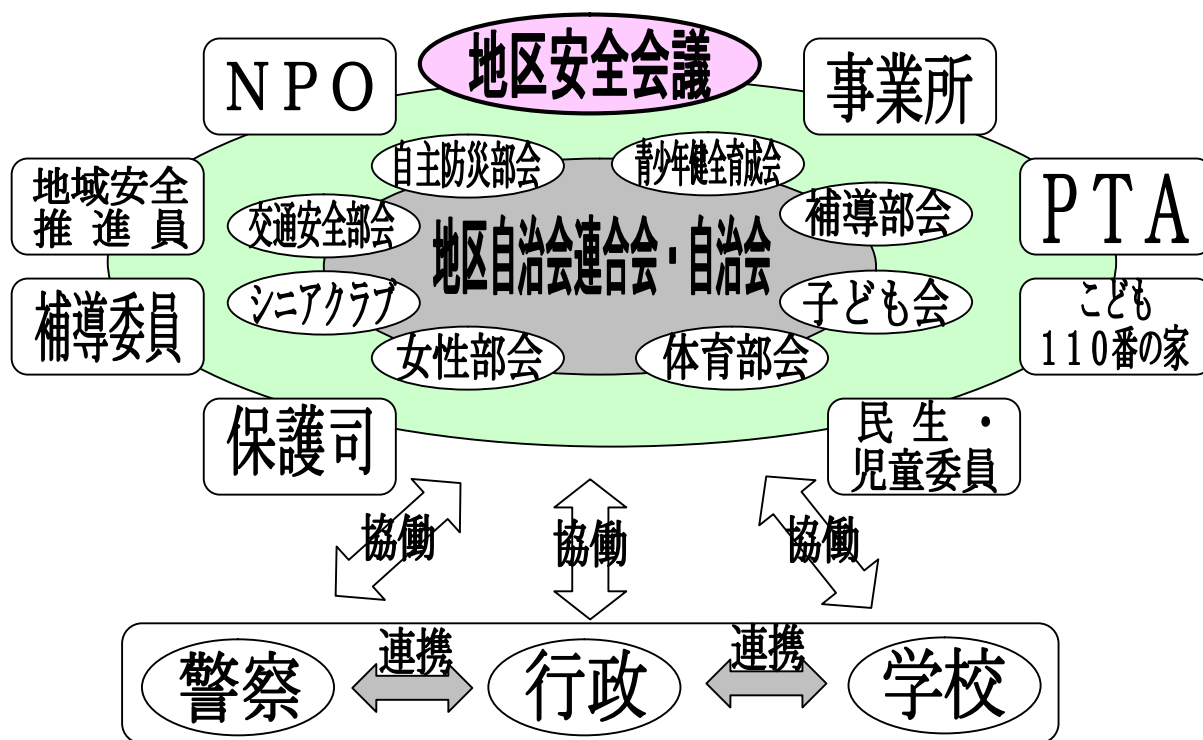 地区安全会議
NPO
事業所
自主防災部会
青少年健全育成会
地域安全
推進員
交通安全部会
補導部会
PTA
地区自治会連合会・自治会
補導委員
シニアクラブ
子ども会
こども
110番の家
女性部会
体育部会
保護司
民生・
児童委員
協働
協働
協働
連携
連携
警察
行政
学校